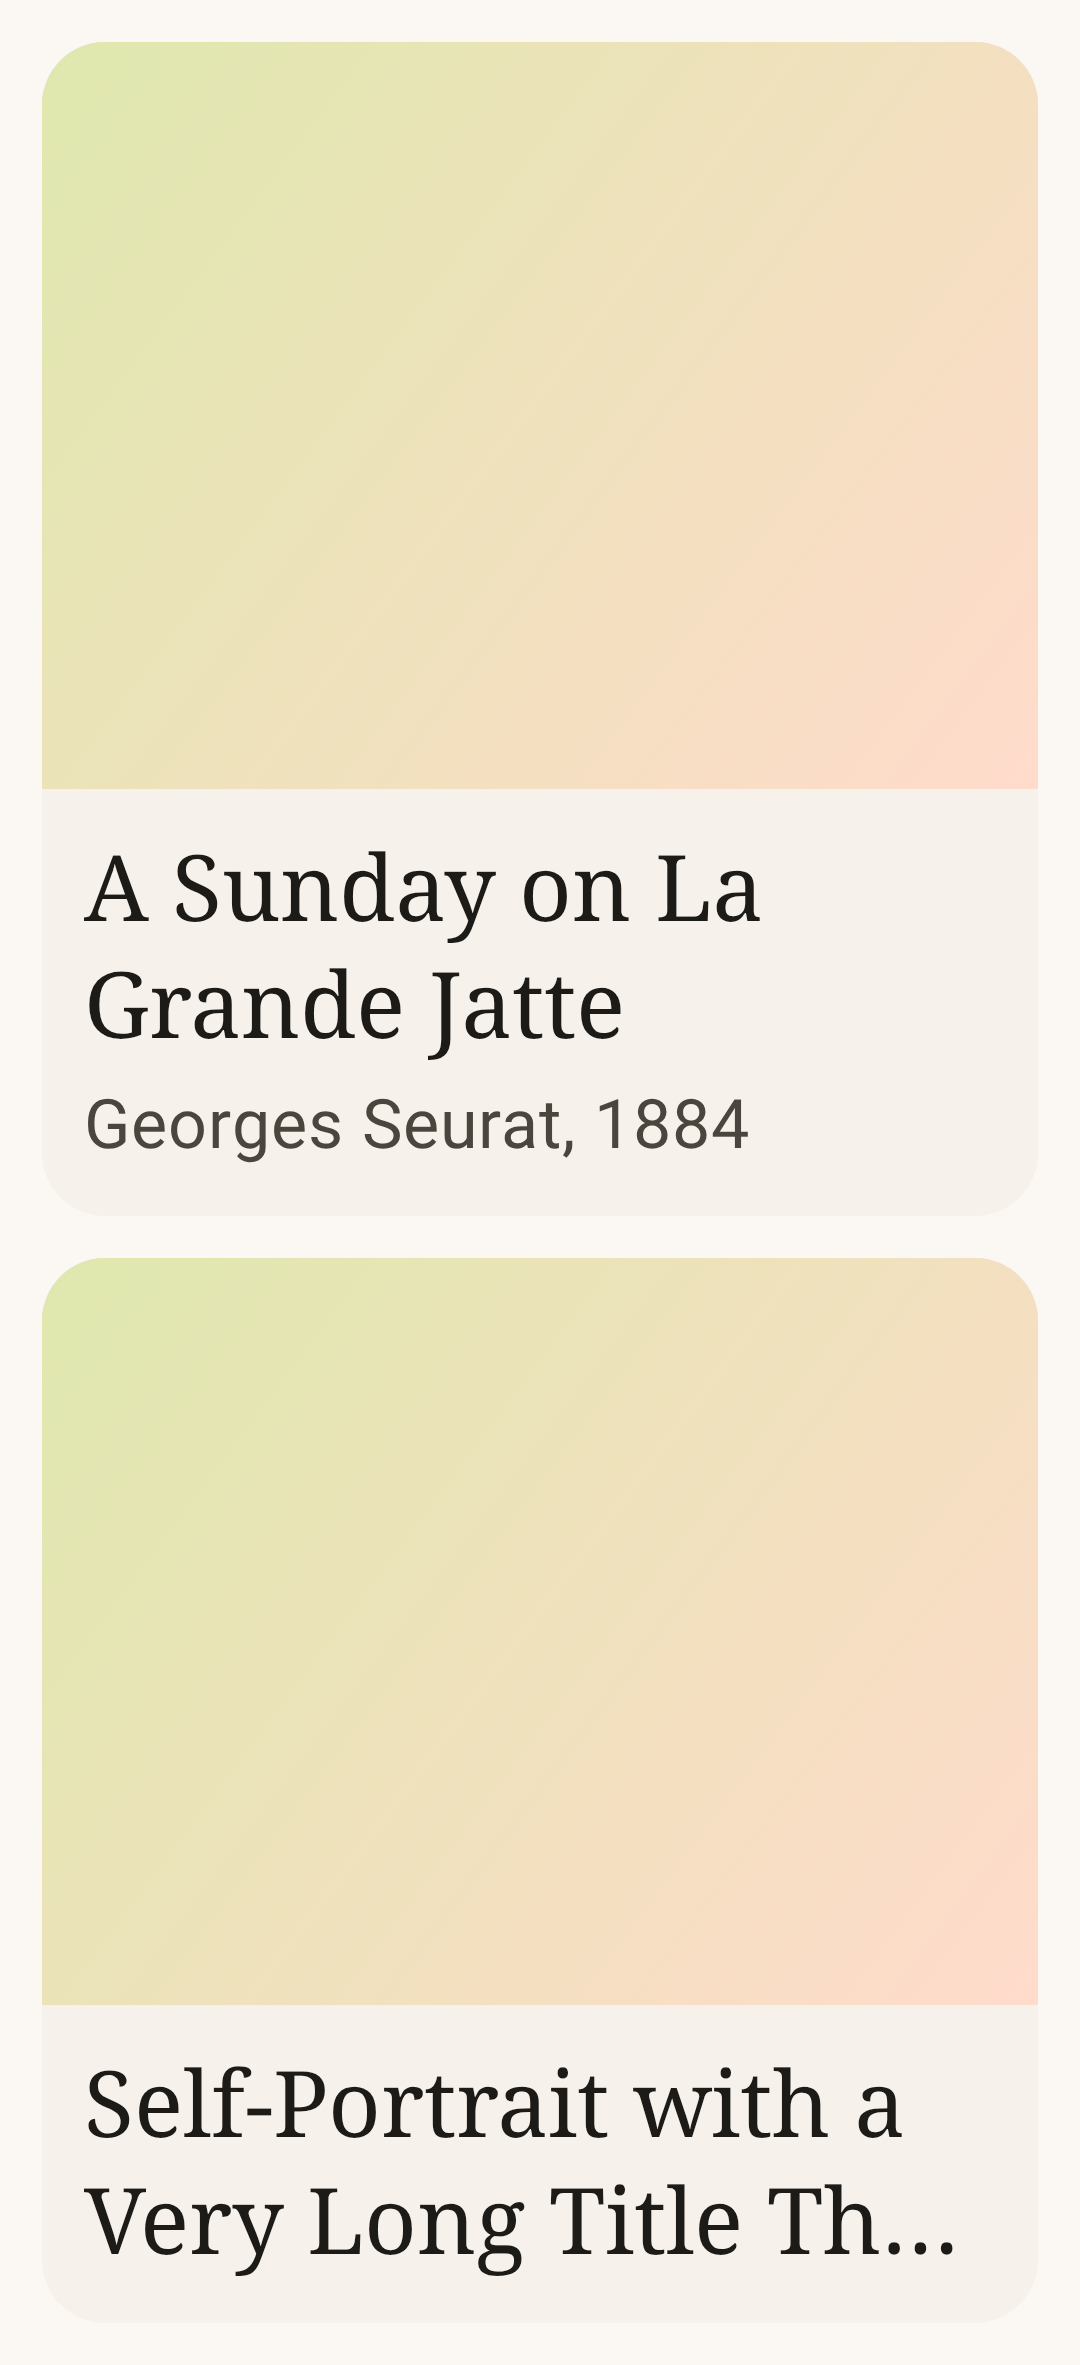 A Sunday on La
Grande Jatte
Georges Seurat, 1884
Self-Portrait with a
Very Long Title Th...